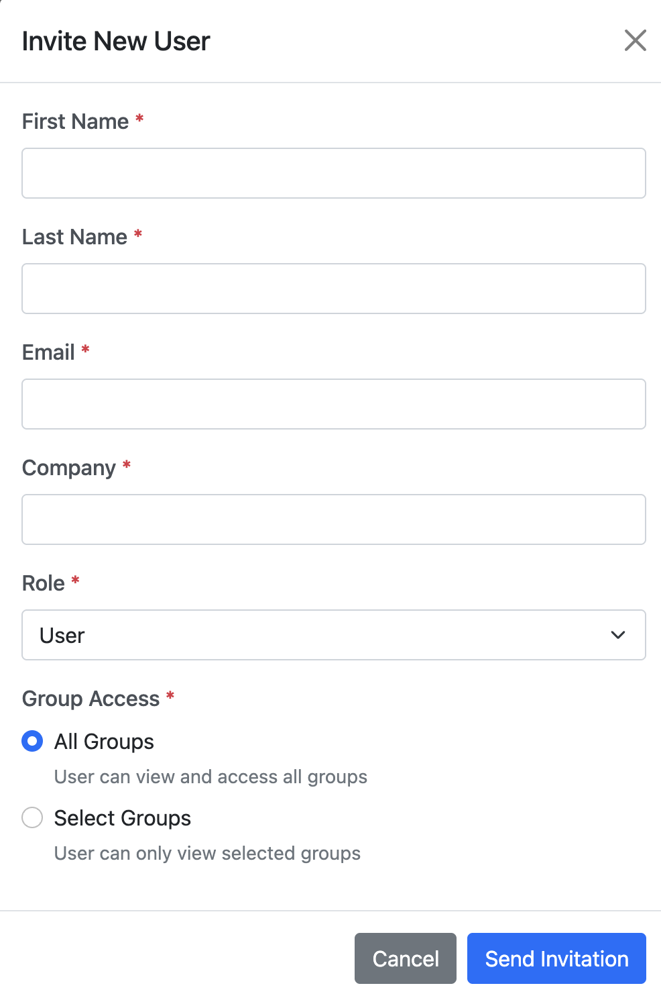 Invite New User
First Name *
Last Name *
Email *
Company *
Role *
User
Group Access *
All Groups
User can view and access all groups
Select Groups
User can only view selected groups
Cancel Send Invitation